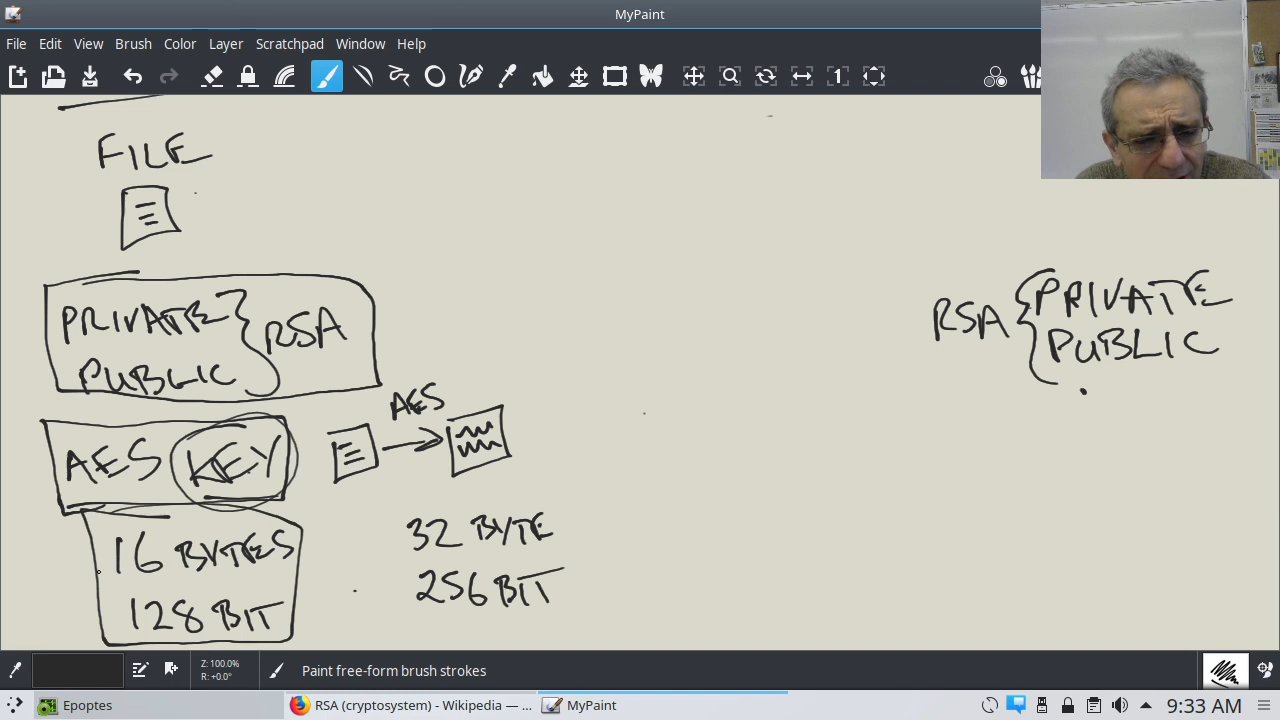 MyPaint
File Edit View Brush Color Layer Scratchpad Window Help
1
FILE
PRIVATE
PUBLIC
RSA
AES
AES KEY
16 BYTES
128 BIT
32 BYTE
256 BIT
RSA
PRIVATE
PUBLIC
Z: 100.0%
R: +0.0°
Paint free-form brush strokes
Epoptes
RSA (cryptosystem) - Wikipedia — ...
MyPaint
9:33 AM